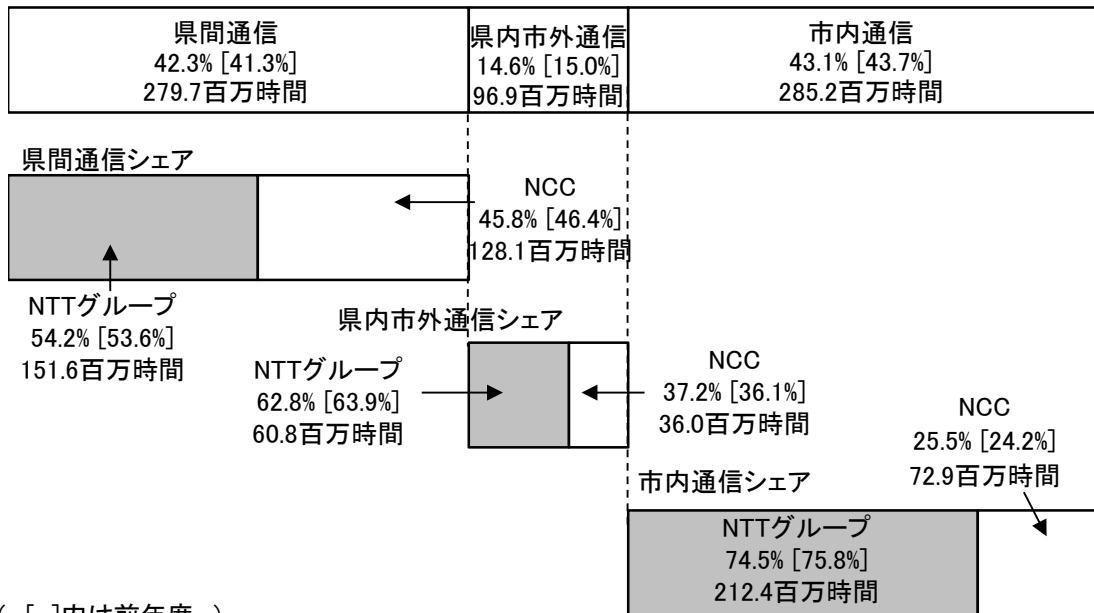 県間通信
42.3% [41.3%]
279.7百万時間
県内市外通信
14.6% [15.0%]
96.9百万時間
市内通信
43.1% [43.7%]
285.2百万時間
県間通信シェア
NCC
45.8% [46.4%]
128.1百万時間
NTTグループ
54.2% [53.6%]
151.6百万時間
県内市外通信シェア
NTTグループ
62.8% [63.9%]
60.8百万時間
NCC
37.2% [36.1%]
36.0百万時間
NCC
25.5% [24.2%]
72.9百万時間
市内通信シェア
NTTグループ
74.5% [75.8%]
212.4百万時間
( [ ]内は前年度 )